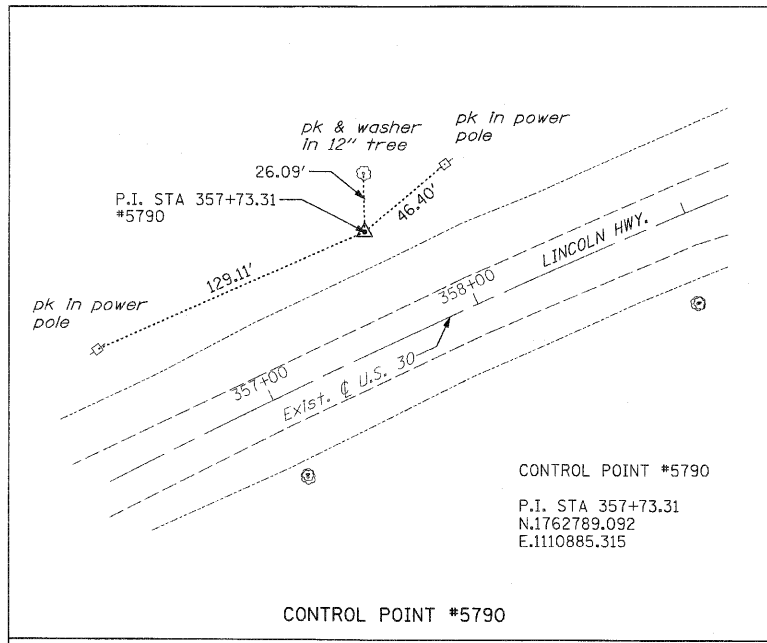 pk & washer
in 12" tree
pk in power
pole
26.09'
P.I. STA 357+73.31
#5790
46.40'
129.11'
LINCOLN HWY.
pk in power
pole
358+00
357+00
Exist. ℄ U.S. 30
CONTROL POINT #5790
P.I. STA 357+73.31
N.1762789.092
E.1110885.315
CONTROL POINT #5790